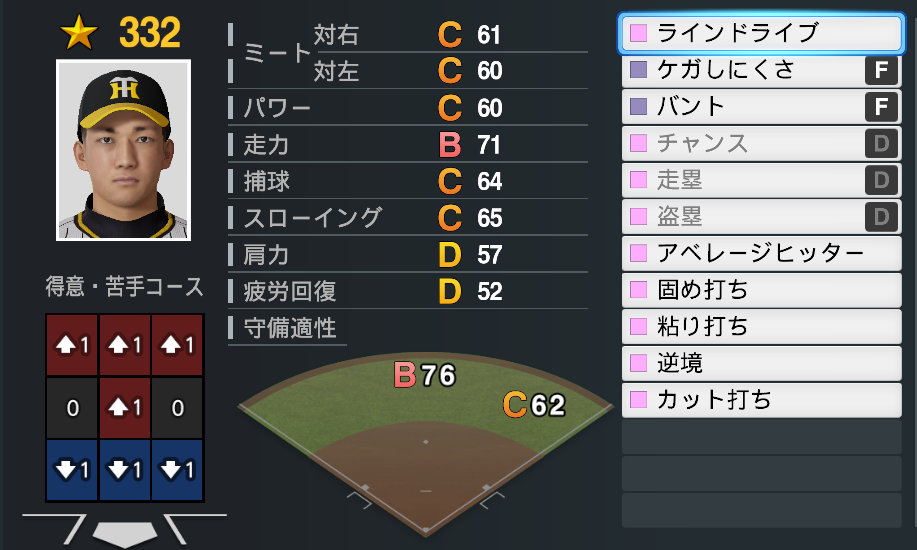 332
ミート 対右 C 61
対左 C 60
パワー C 60
走力 B 71
捕球 C 64
スローイング C 65
肩力 D 57
疲労回復 D 52
守備適性
B 76
C 62
得意・苦手コース
1 1 1
0 1 0
1 1 1
ラインドライブ
ケガしにくさ F
バント F
チャンス D
走塁 D
盗塁 D
アベレージヒッター
固め打ち
粘り打ち
逆境
カット打ち